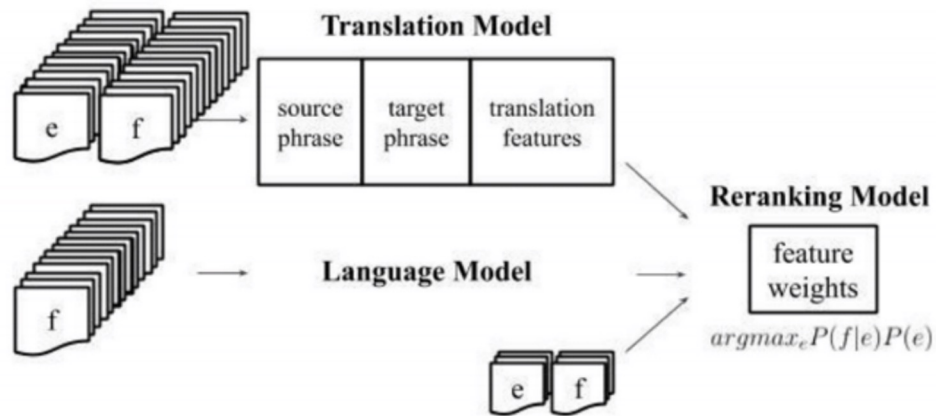 Translation Model
e f
source phrase
target phrase
translation features
Reranking Model
f
Language Model
feature weights
argmax_e P(f|e)P(e)
e f